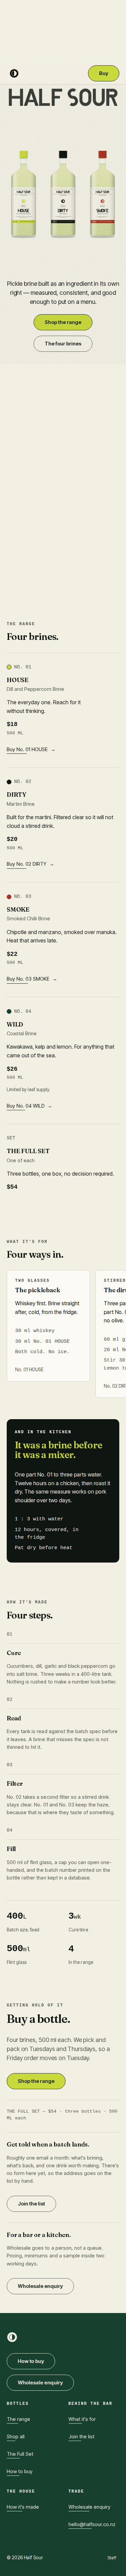 Buy
HALF SOUR
HALF SOUR
HOUSE
HALF SOUR
DIRTY
HALF SOUR
SMOKE
Pickle brine built as an ingredient in its own
right — measured, consistent, and good
enough to put on a menu.
Shop the range
The four brines
THE RANGE
Four brines.
NO. 01
HOUSE
Dill and Peppercorn Brine
The everyday one. Reach for it
without thinking.
$18
500 ML
Buy No. 01 HOUSE →
NO. 02
DIRTY
Martini Brine
Built for the martini. Filtered clear so it will not
cloud a stirred drink.
$20
500 ML
Buy No. 02 DIRTY →
NO. 03
SMOKE
Smoked Chilli Brine
Chipotle and manzano, smoked over manuka.
Heat that arrives late.
$22
500 ML
Buy No. 03 SMOKE →
NO. 04
WILD
Coastal Brine
Kawakawa, kelp and lemon. For anything that
came out of the sea.
$26
500 ML
Limited by leaf supply.
Buy No. 04 WILD →
SET
THE FULL SET
One of each
Three bottles, one box, no decision required.
$54
WHAT IT'S FOR
Four ways in.
TWO GLASSES
The pickleback
Whiskey first. Brine straight
after, cold, from the fridge.
30 ml whiskey
30 ml No. 01 HOUSE
Both cold. No ice.
No. 01 HOUSE
STIRRED
The dir
Three pa
part No. 0
no olive.
60 ml g
20 ml N
Stir 30
Lemon t
No. 02 DIR
AND IN THE KITCHEN
It was a brine before
it was a mixer.
One part No. 01 to three parts water.
Twelve hours on a chicken, then roast it
dry. The same maths works on pork
shoulder over two days.
1 : 3 with water
12 hours, covered, in
the fridge
Pat dry before heat
HOW IT'S MADE
Four steps.
01
Cure
Cucumbers, dill, garlic and black peppercorn go
into salt brine. Three weeks in a 400-litre tank.
Nothing is rushed to make a number look better.
02
Read
Every tank is read against the batch spec before
it leaves. A brine that misses the spec is not
thinned to hit it.
03
Filter
No. 02 takes a second filter so a stirred drink
stays clear. No. 01 and No. 03 keep the haze,
because that is where they taste of something.
04
Fill
500 ml of flint glass, a cap you can open one-
handed, and the batch number printed on the
bottle rather than kept in a database.
400L
Batch size, fixed
3wk
Cure time
500ml
Flint glass
4
In the range
GETTING HOLD OF IT
Buy a bottle.
Four brines, 500 ml each. We pick and
pack on Tuesdays and Thursdays, so a
Friday order moves on Tuesday.
Shop the range
THE FULL SET — $54 · three bottles · 500
ML each
Get told when a batch lands.
Roughly one email a month: what's brining,
what's back, and one drink worth making. There's
no form here yet, so the address goes on the
list by hand.
Join the list
For a bar or a kitchen.
Wholesale goes to a person, not a queue.
Pricing, minimums and a sample inside two
working days.
Wholesale enquiry
How to buy
Wholesale enquiry
BOTTLES
The range
Shop all
The Full Set
How to buy
BEHIND THE BAR
What it's for
Join the list
THE HOUSE
How it's made
TRADE
Wholesale enquiry
hello@halfsour.co.nz
© 2026 Half Sour
Staff